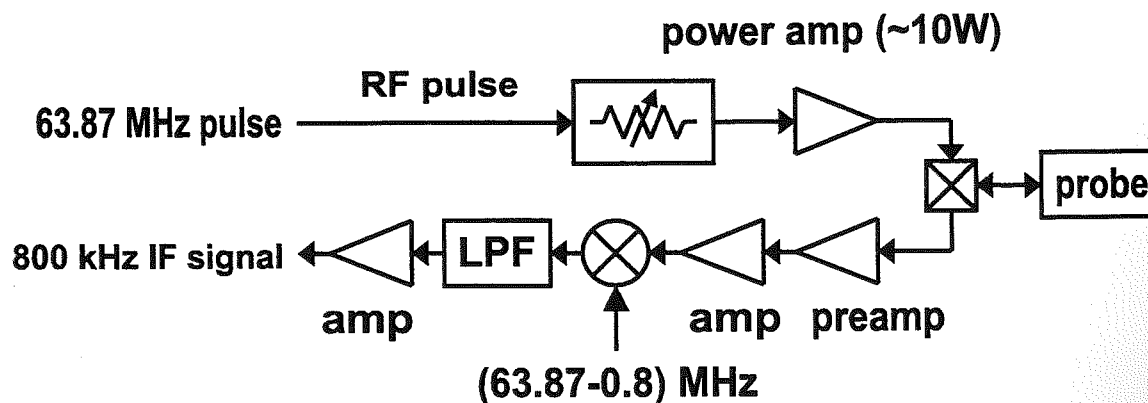 power amp (~10W)
RF pulse
63.87 MHz pulse
probe
800 kHz IF signal
LPF
amp
amp
preamp
(63.87-0.8) MHz